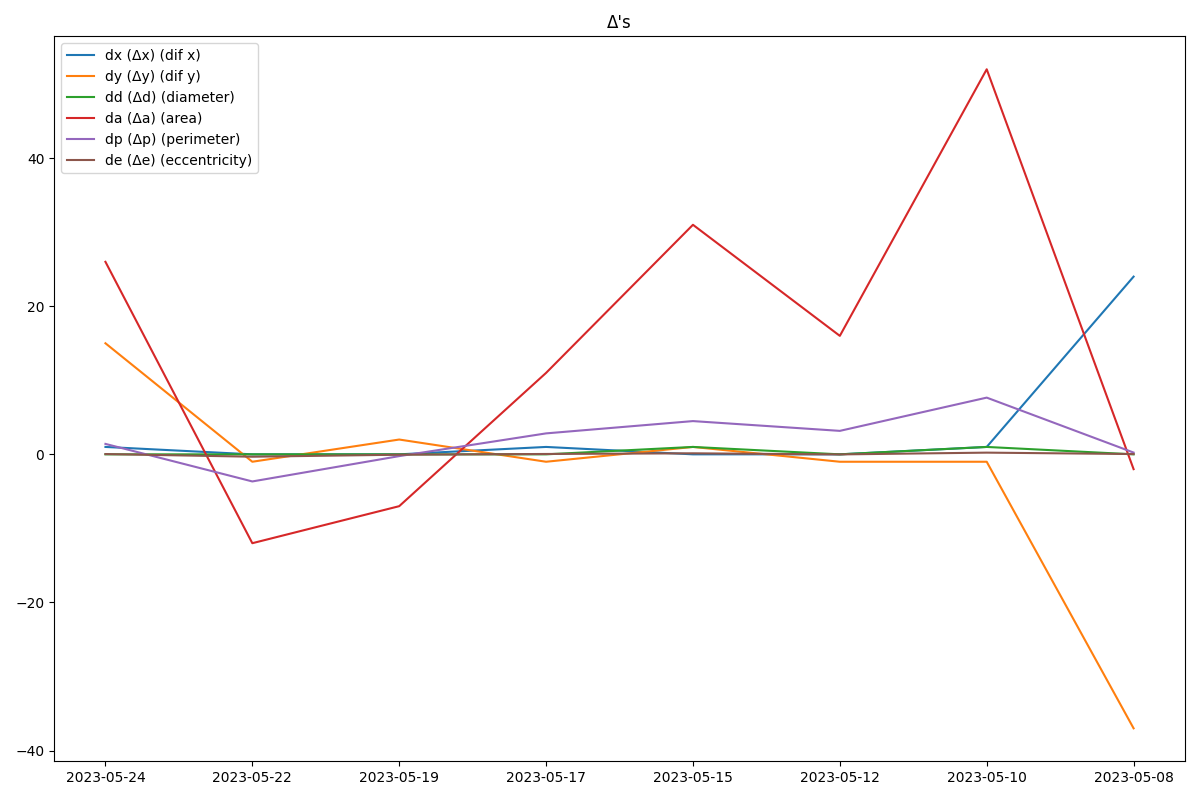 Δ's
dx (Δx) (dif x)
dy (Δy) (dif y)
dd (Δd) (diameter)
da (Δa) (area)
dp (Δp) (perimeter)
de (Δe) (eccentricity)
40
20
0
−20
−40
2023-05-24 2023-05-22 2023-05-19 2023-05-17 2023-05-15 2023-05-12 2023-05-10 2023-05-08